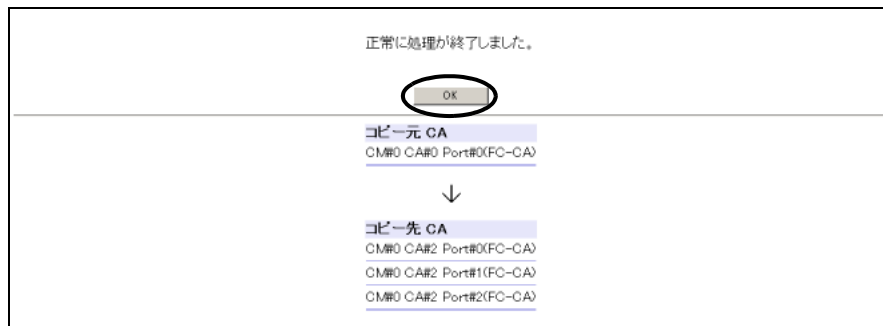 正常に処理が終了しました。
OK
コピー元 CA
CM#0 CA#0 Port#0(FC-CA)
↓
コピー先 CA
CM#0 CA#2 Port#0(FC-CA)
CM#0 CA#2 Port#1(FC-CA)
CM#0 CA#2 Port#2(FC-CA)